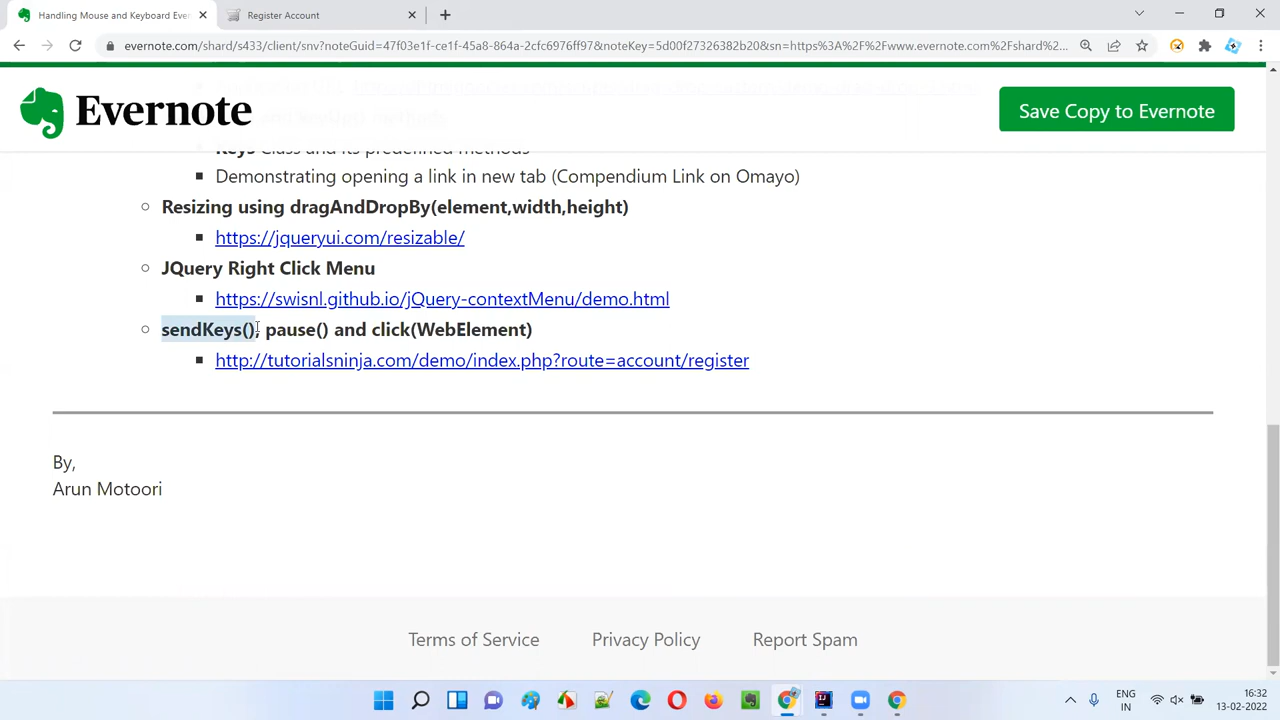 Handling Mouse and Keyboard Ever
Register Account
evernote.com/shard/s433/client/snv?noteGuid=47f03e1f-ce1f-45a8-864a-2cfc6976ff97&noteKey=5d00f27326382b20&sn=https%3A%2F%2Fwww.evernote.com%2Fshard%2...
Evernote
Save Copy to Evernote
Keys Class and its predefined methods
Demonstrating opening a link in new tab (Compendium Link on Omayo)
Resizing using dragAndDropBy(element,width,height)
https://jqueryui.com/resizable/
JQuery Right Click Menu
https://swisnl.github.io/jQuery-contextMenu/demo.html
sendKeys(), pause() and click(WebElement)
http://tutorialsninja.com/demo/index.php?route=account/register
By,
Arun Motoori
Terms of Service
Privacy Policy
Report Spam
ENG
IN
16:32
13-02-2022